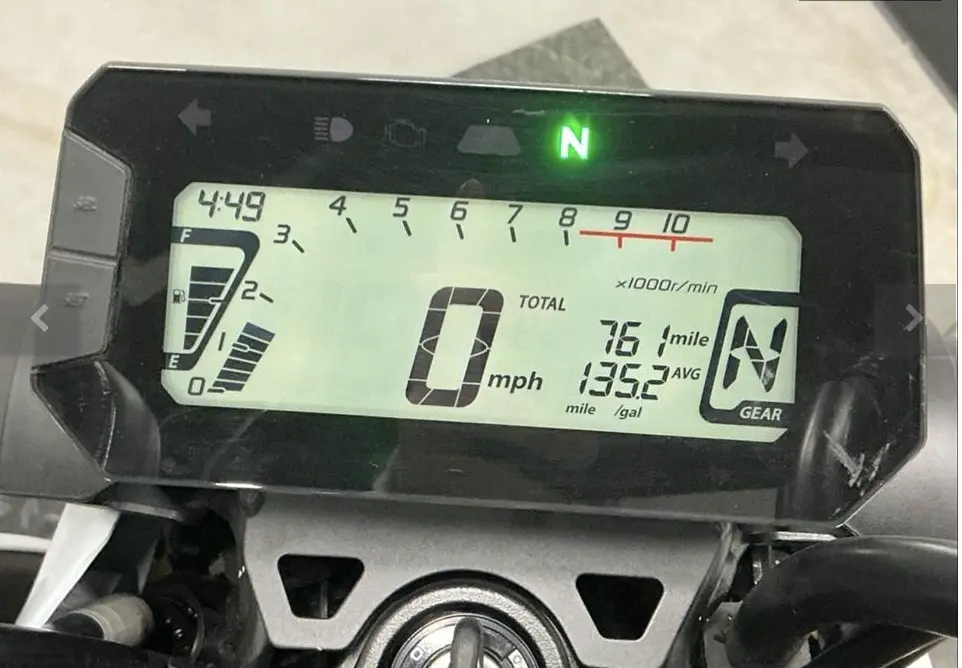 N
4:49
3 4 5 6 7 8 9 10
F
x1000r/min
2
TOTAL
1
761 mile
E
0
0 mph
135.2 AVG
mile /gal
N
GEAR